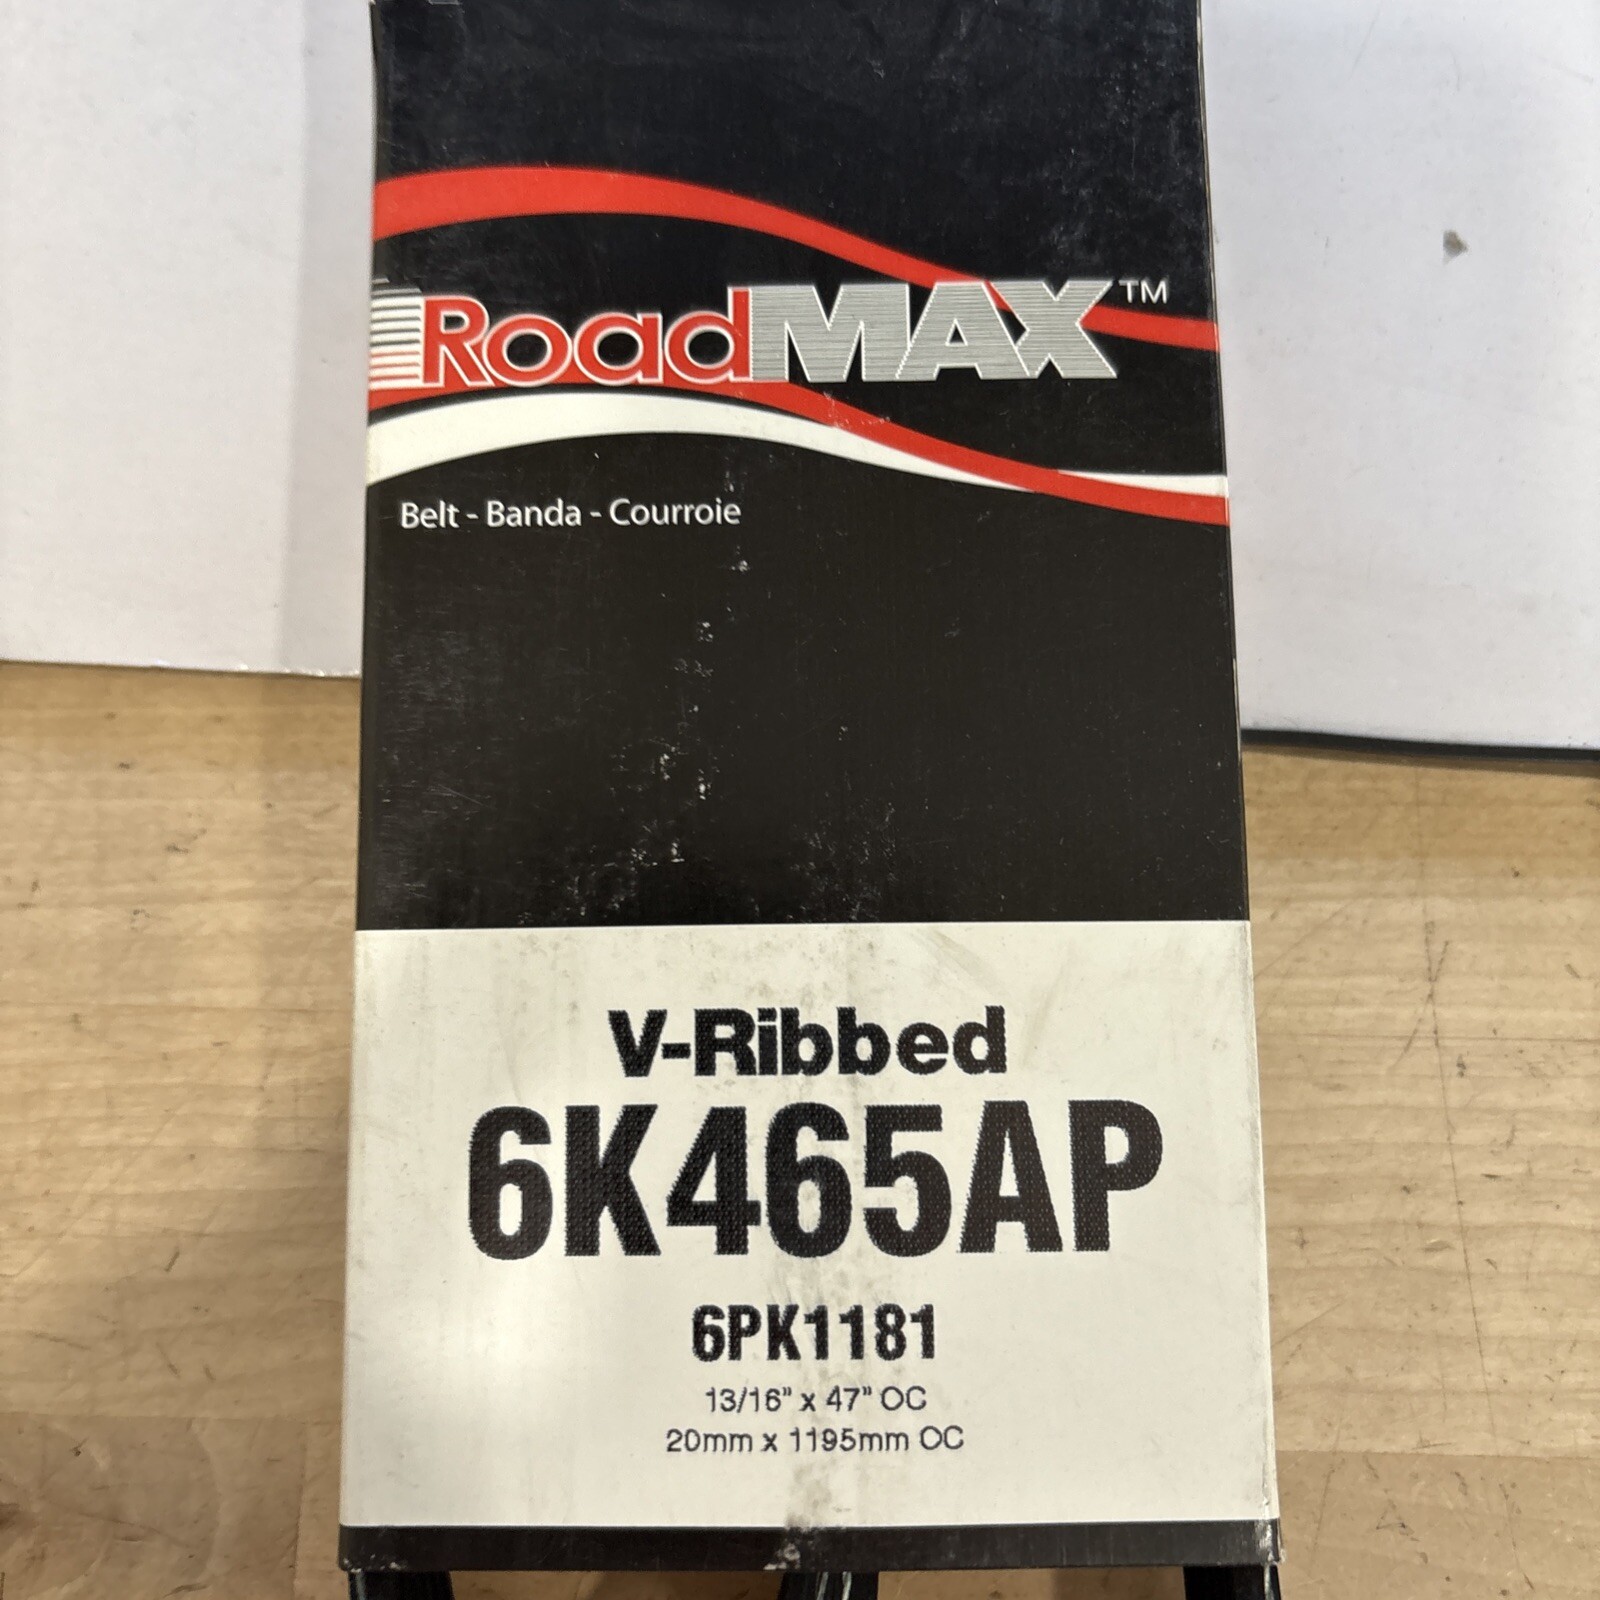 RoadMAX™
Belt - Banda - Courroie
V-Ribbed
6K465AP
6PK1181
13/16" x 47" OC
20mm x 1195mm OC